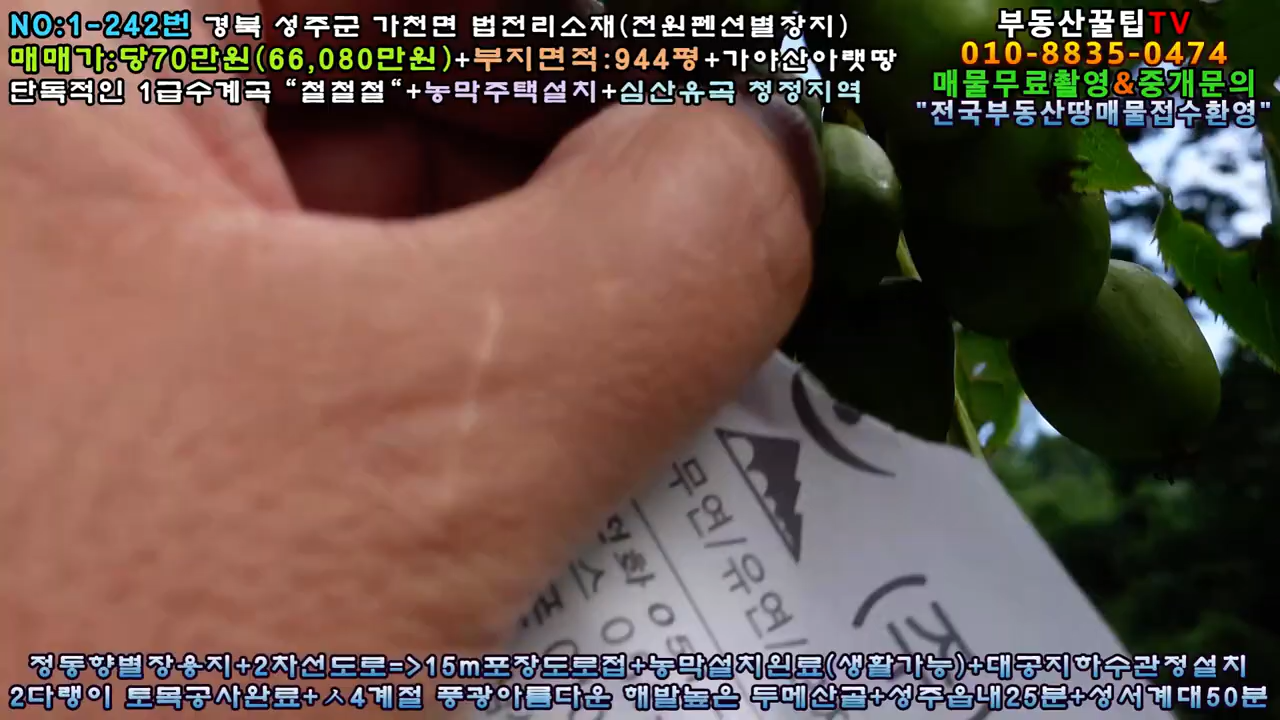 NO:1-242번 경북 성주군 가천면 법전리소재(전원펜션별장지)
매매가:당70만원(66,080만원)+부지면적:944평+가야산아랫땅
단독적인 1급수계곡 “철철철“+농막주택설치+심산유곡 청정지역
부동산꿀팁TV
010-8835-0474
매물무료촬영&중개문의
"전국부동산땅매물접수환영"
무연/유연/
전화 05
스 0
정동향별장용지+2차선도로=>15m포장도로접+농막설치완료(생활가능)+대공지하수관정설치
2다랭이 토목공사완료+ㅅ4계절 풍광아름다운 해발높은 두메산골+성주읍내25분+성서계대50분